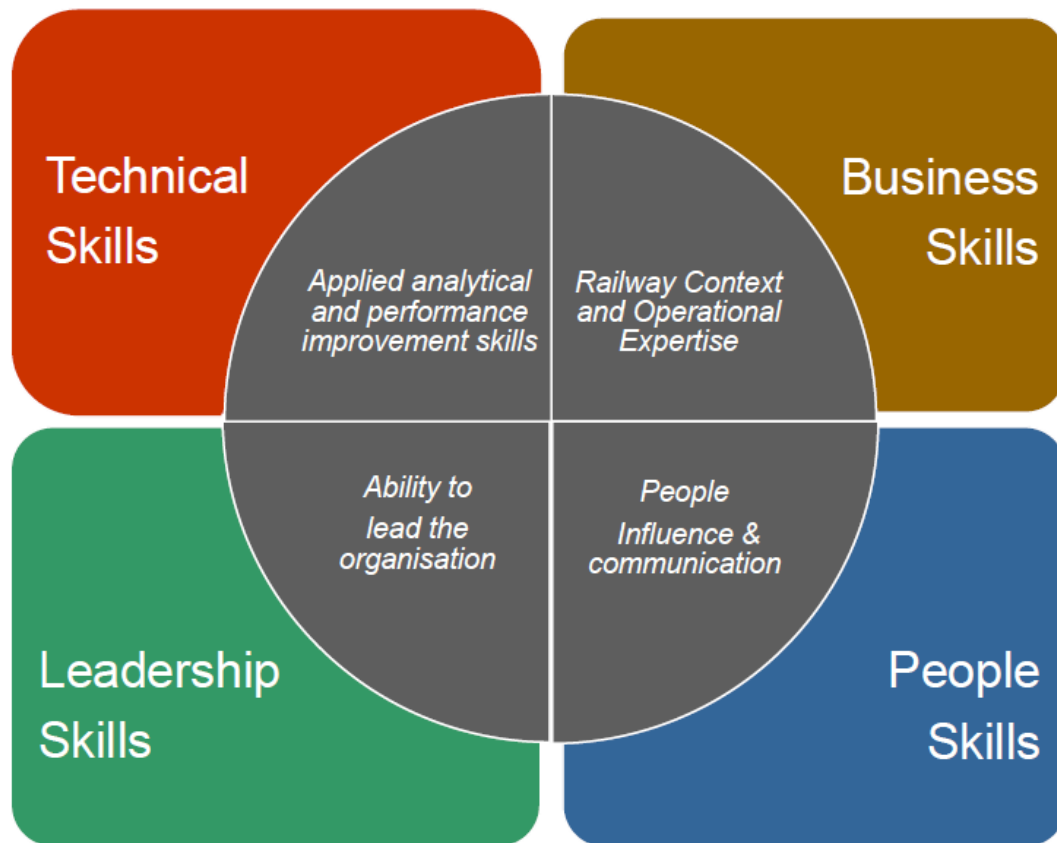 Technical
Skills
Business
Skills
Applied analytical
and performance
improvement skills
Railway Context
and Operational
Expertise
Ability to
lead the
organisation
People
Influence &
communication
Leadership
Skills
People
Skills